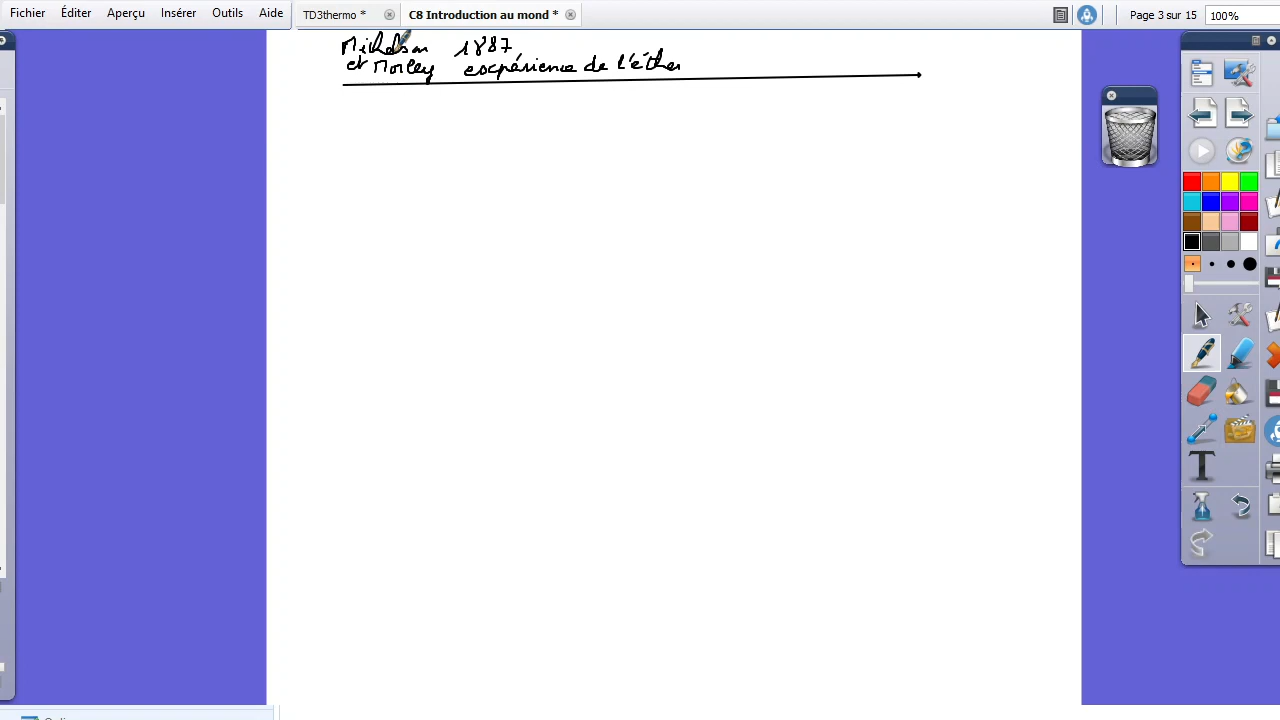 Fichier Éditer Aperçu Insérer Outils Aide
TD3thermo *
C8 Introduction au mond *
Page 3 sur 15
100%
Michelson 1887
et Morley expérience de l'éther
T